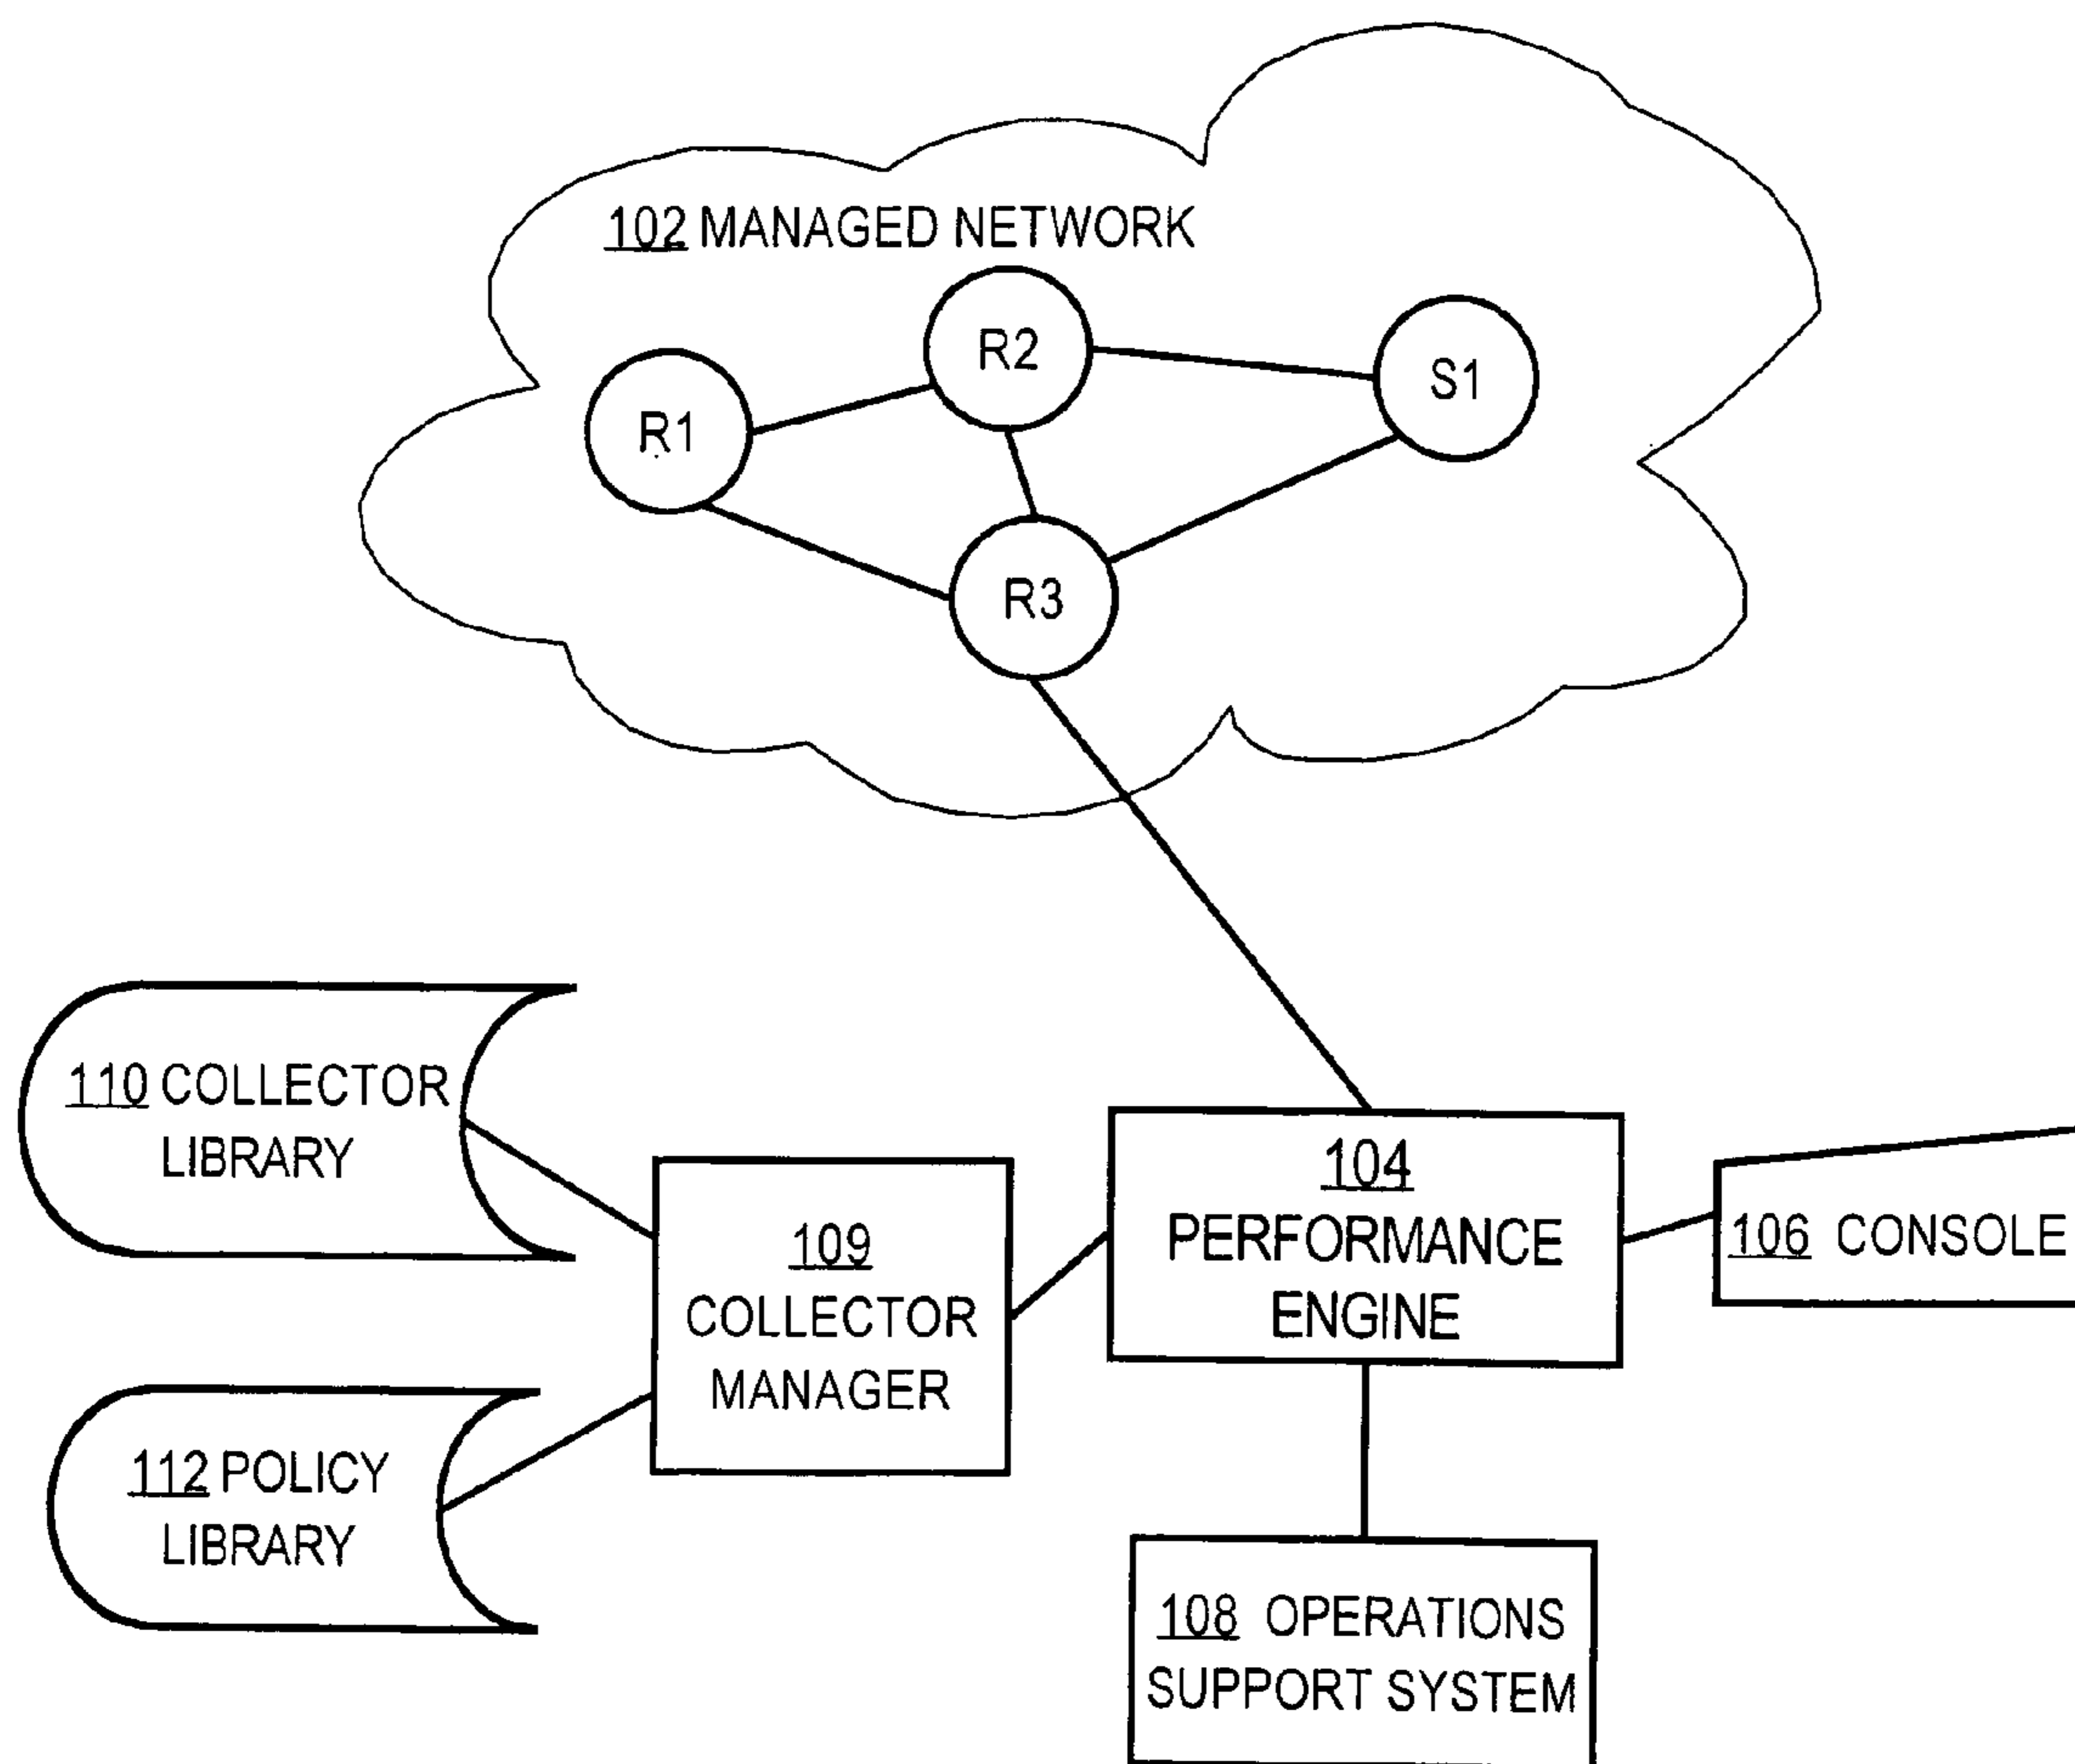 102 MANAGED NETWORK
R2
S1
R1
R3
110 COLLECTOR
LIBRARY
104
PERFORMANCE
ENGINE
109
COLLECTOR
MANAGER
106 CONSOLE
112 POLICY
LIBRARY
108 OPERATIONS
SUPPORT SYSTEM